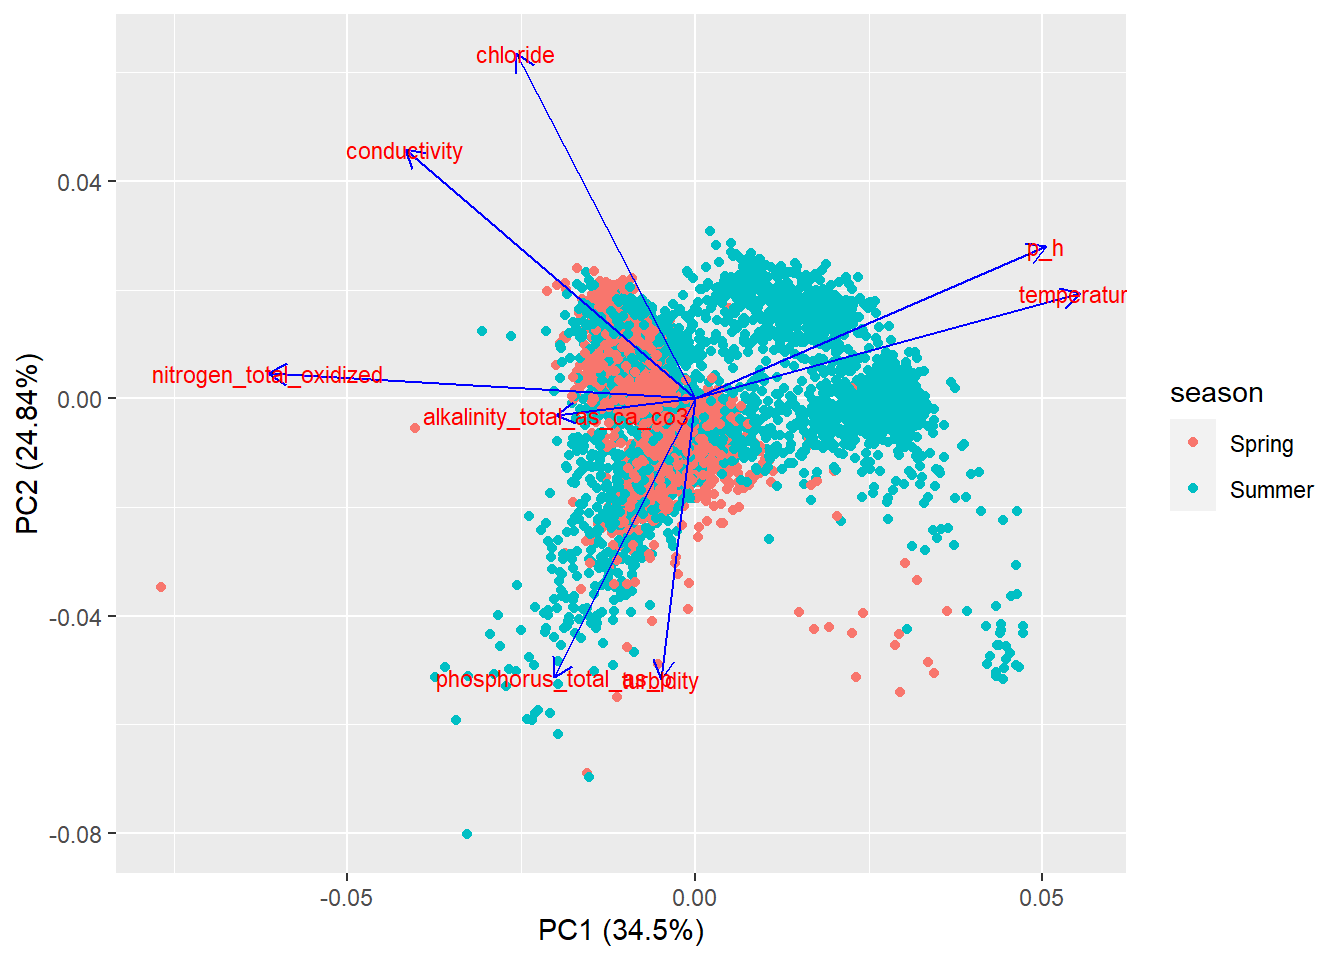 chloride
conductivity
p_h
temperatur
nitrogen_total_oxidized
alkalinity_total_as_ca_co3
phosphorus_total_as_p
turbidity
0.04
0.00
-0.04
-0.08
-0.05
0.00
0.05
PC1 (34.5%)
PC2 (24.84%)
season
Spring
Summer